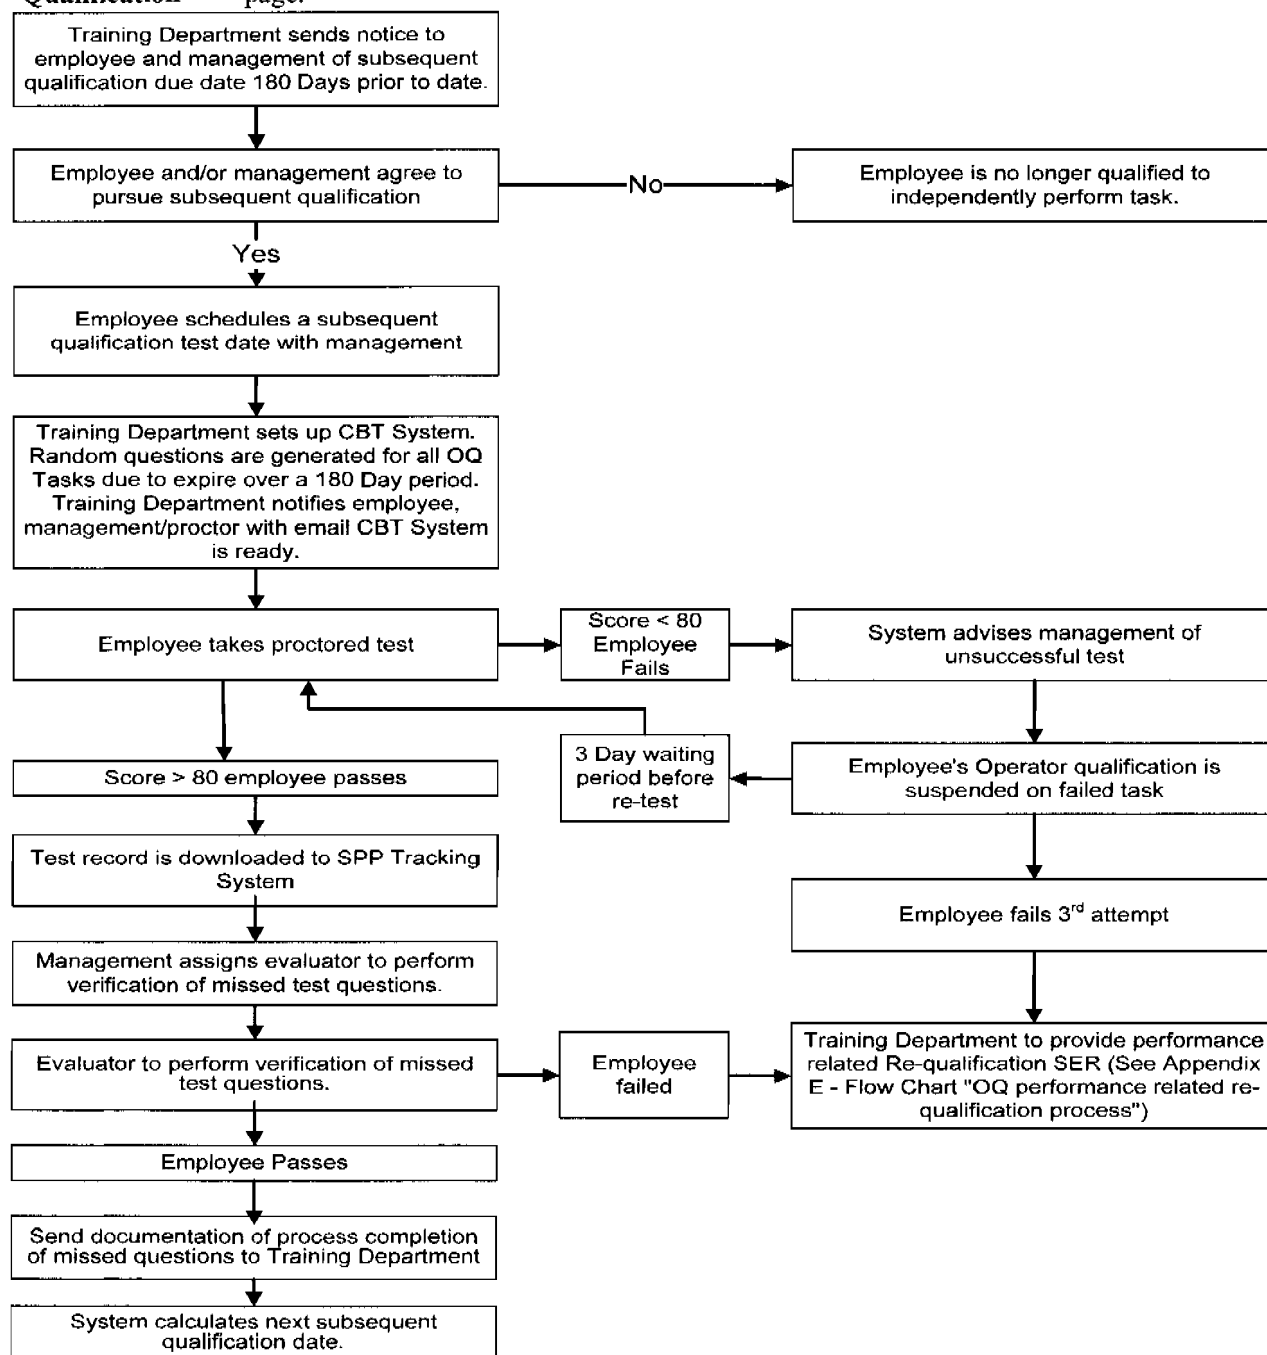 Qualification page.
Training Department sends notice to
employee and management of subsequent
qualification due date 180 Days prior to date.
Employee and/or management agree to
pursue subsequent qualification
No
Employee is no longer qualified to
independently perform task.
Yes
Employee schedules a subsequent
qualification test date with management
Training Department sets up CBT System.
Random questions are generated for all OQ
Tasks due to expire over a 180 Day period.
Training Department notifies employee,
management/proctor with email CBT System
is ready.
Employee takes proctored test
Score < 80
Employee
Fails
System advises management of
unsuccessful test
3 Day waiting
period before
re-test
Employee's Operator qualification is
suspended on failed task
Score > 80 employee passes
Test record is downloaded to SPP Tracking
System
Employee fails 3rd attempt
Management assigns evaluator to perform
verification of missed test questions.
Evaluator to perform verification of missed
test questions.
Employee
failed
Training Department to provide performance
related Re-qualification SER (See Appendix
E - Flow Chart "OQ performance related re-
qualification process")
Employee Passes
Send documentation of process completion
of missed questions to Training Department
System calculates next subsequent
qualification date.